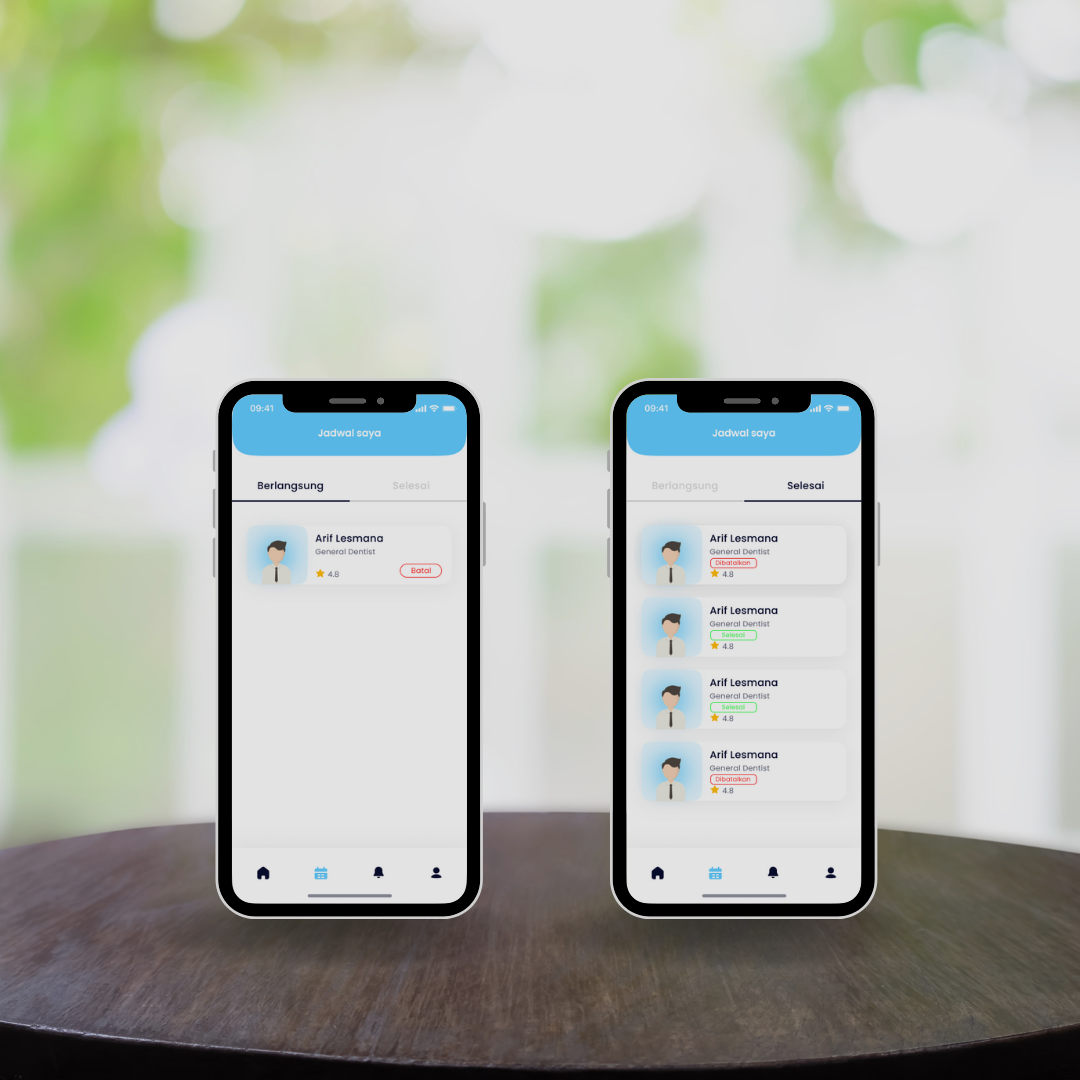 09:41
Jadwal saya
Berlangsung Selesai
Arif Lesmana
General Dentist
4.8 Batal
09:41
Jadwal saya
Berlangsung Selesai
Arif Lesmana
General Dentist
Dibatalkan
4.8
Arif Lesmana
General Dentist
Selesai
4.8
Arif Lesmana
General Dentist
Selesai
4.8
Arif Lesmana
General Dentist
Dibatalkan
4.8